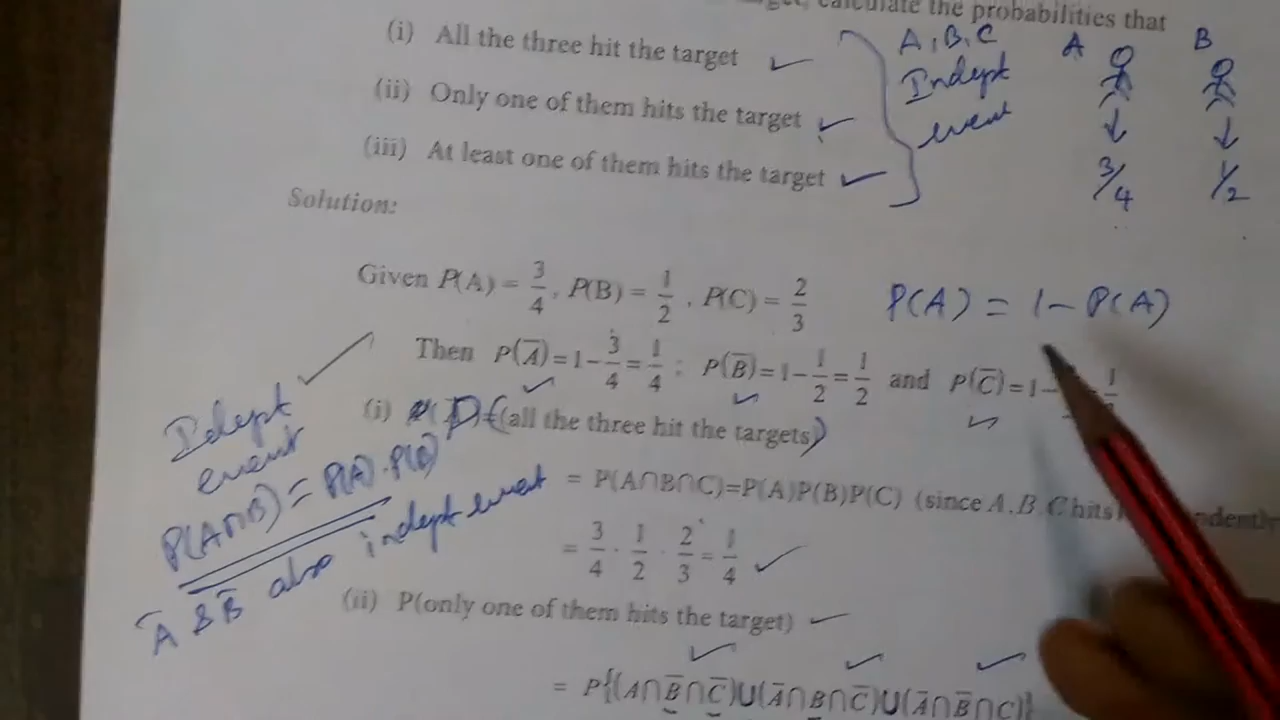 calculate the probabilities that
(i) All the three hit the target
(ii) Only one of them hits the target
(iii) At least one of them hits the target
A, B, C
Indept
event
A B
3/4 1/2
Solution:
Given P(A) = 3/4, P(B) = 1/2, P(C) = 2/3
P(A) = 1 - P(A)
Then P(A̅) = 1 - 3/4 = 1/4 ; P(B̅) = 1 - 1/2 = 1/2 and P(C̅) = 1 -
Idept
event
P(A∩B) = P(A).P(B)
A̅ & B̅ also indept event
(i) P(all the three hit the targets)
= P(A∩B∩C)=P(A)P(B)P(C) (since A, B, C hits
= 3/4 · 1/2 · 2/3 = 1/4
(ii) P(only one of them hits the target)
= P{(A∩B̅∩C̅)∪(A̅∩B∩C̅)∪(A̅∩B̅∩C)}